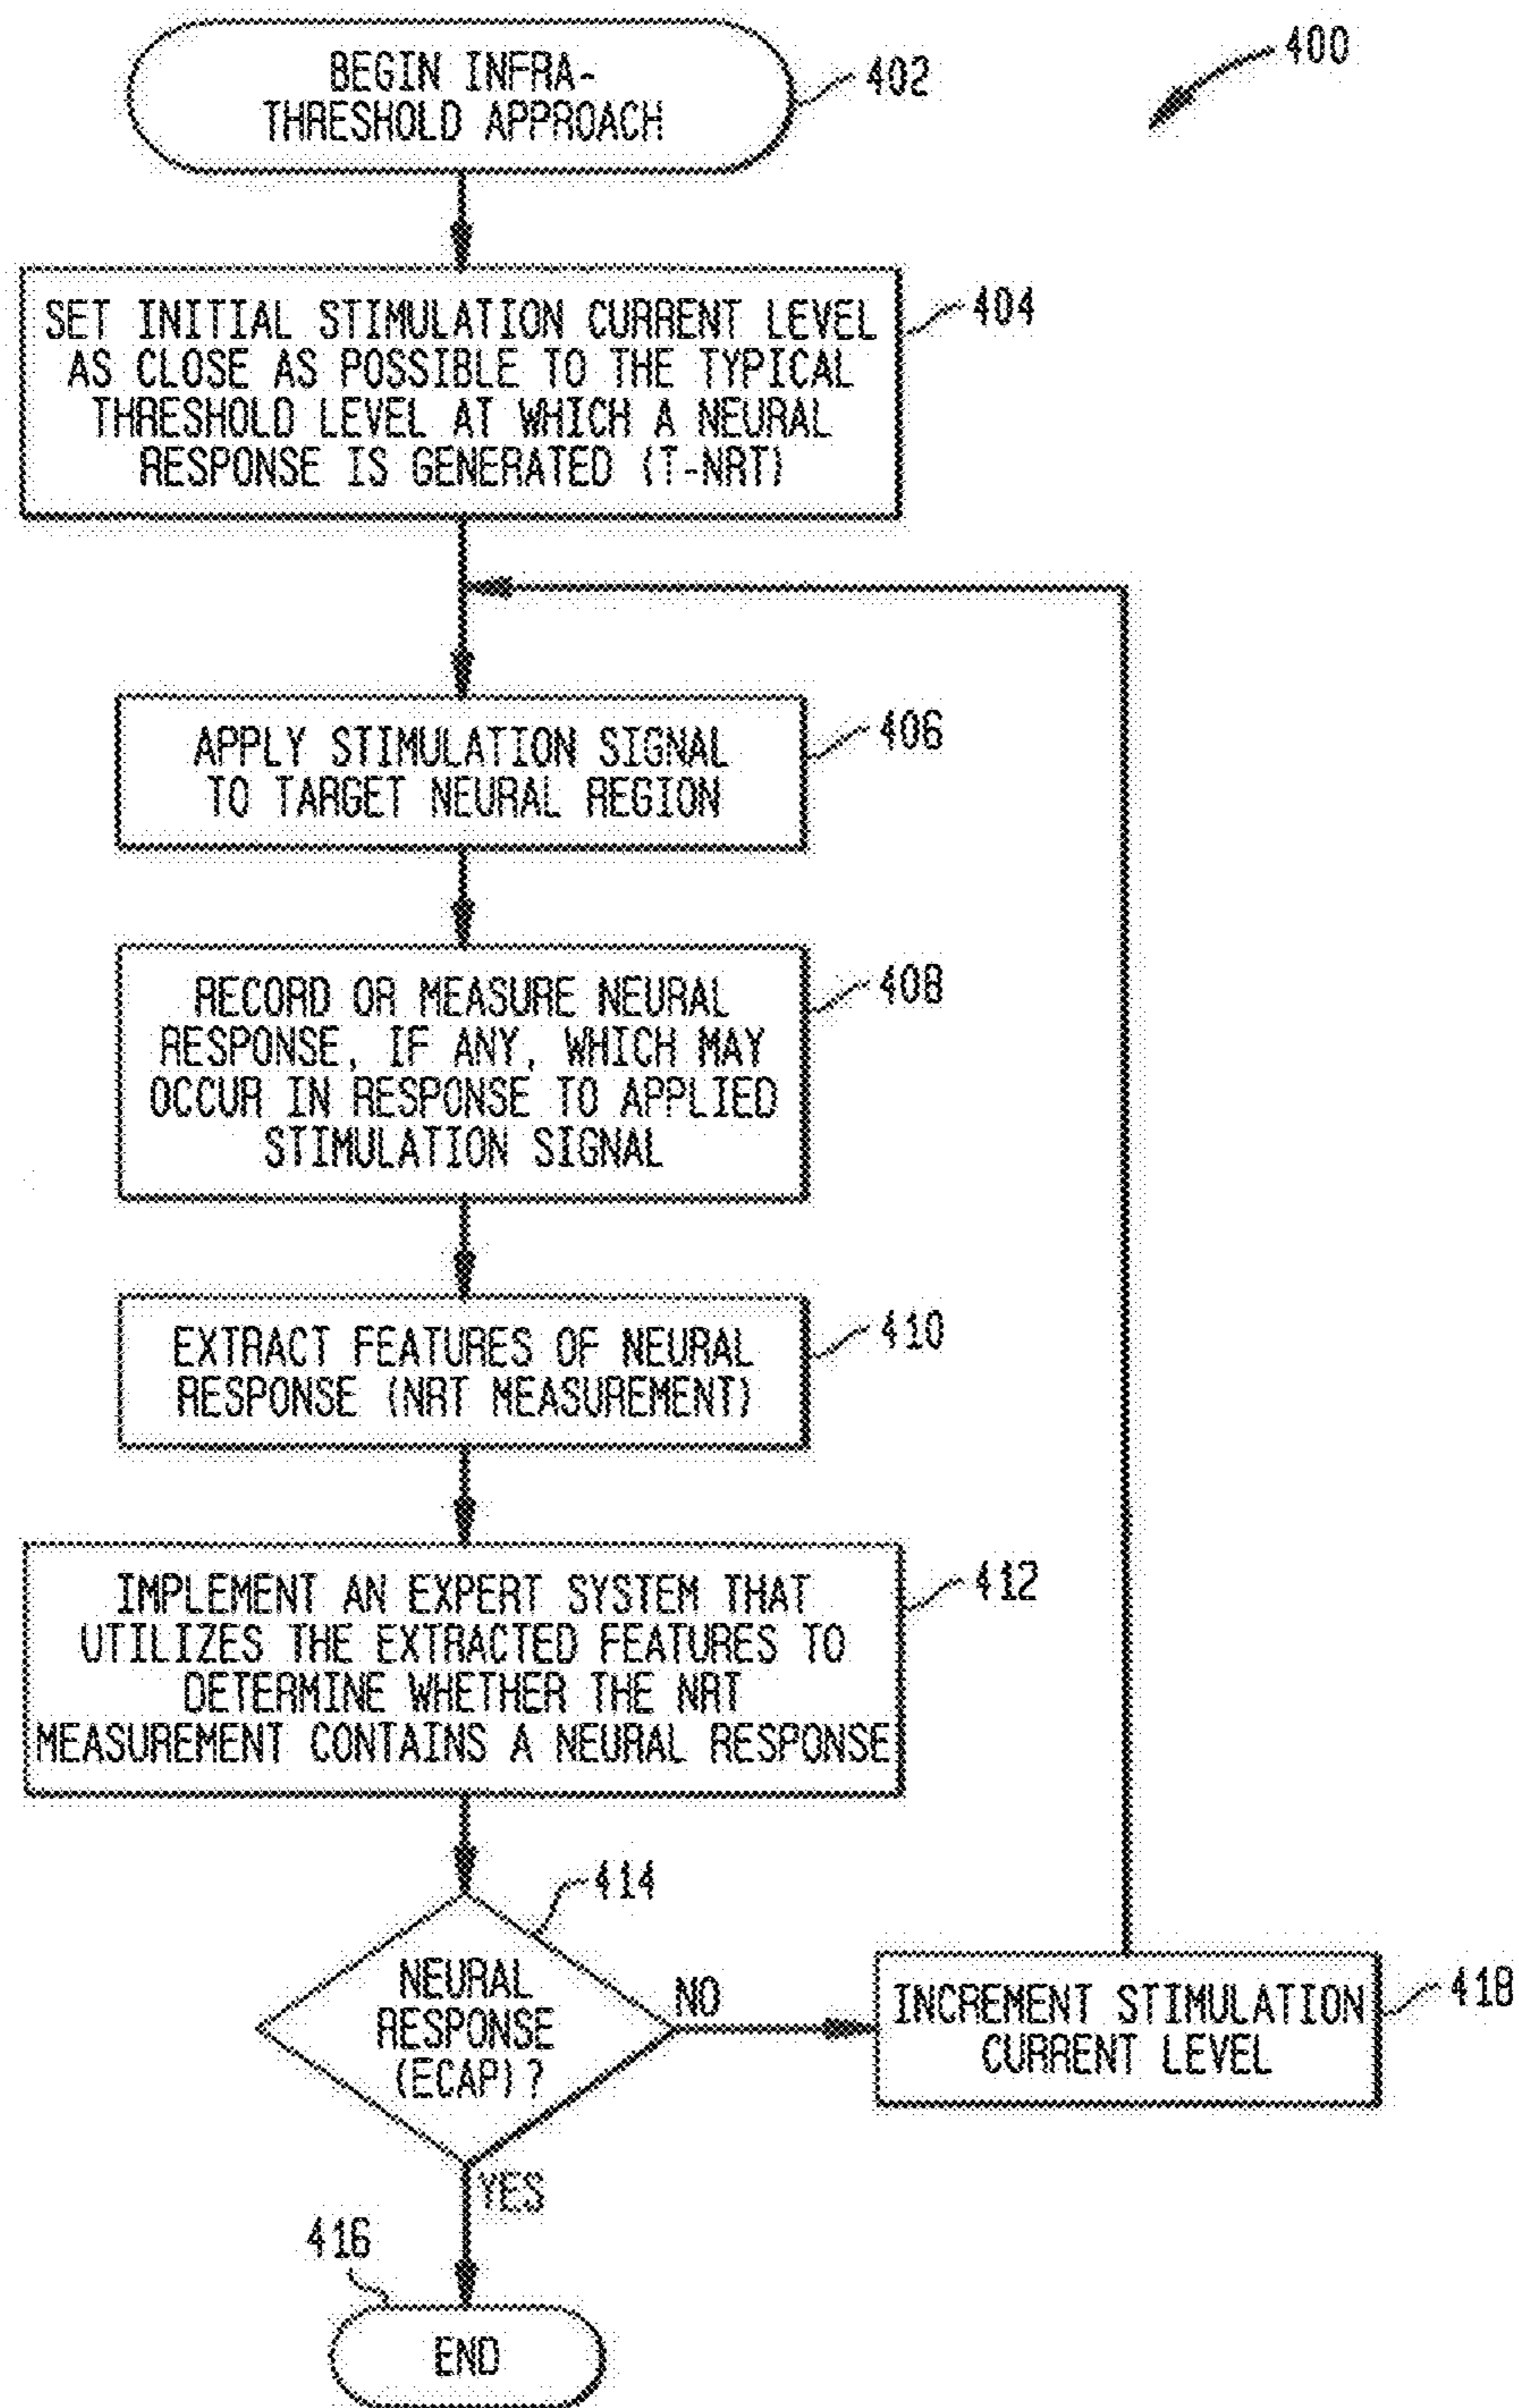 BEGIN INFRA-
THRESHOLD APPROACH
402
400
SET INITIAL STIMULATION CURRENT LEVEL
AS CLOSE AS POSSIBLE TO THE TYPICAL
THRESHOLD LEVEL AT WHICH A NEURAL
RESPONSE IS GENERATED (T-NRT)
404
APPLY STIMULATION SIGNAL
TO TARGET NEURAL REGION
406
RECORD OR MEASURE NEURAL
RESPONSE, IF ANY, WHICH MAY
OCCUR IN RESPONSE TO APPLIED
STIMULATION SIGNAL
408
EXTRACT FEATURES OF NEURAL
RESPONSE (NRT MEASUREMENT)
410
IMPLEMENT AN EXPERT SYSTEM THAT
UTILIZES THE EXTRACTED FEATURES TO
DETERMINE WHETHER THE NRT
MEASUREMENT CONTAINS A NEURAL RESPONSE
412
414
NEURAL
RESPONSE
(ECAP)?
NO
INCREMENT STIMULATION
CURRENT LEVEL
418
YES
416
END